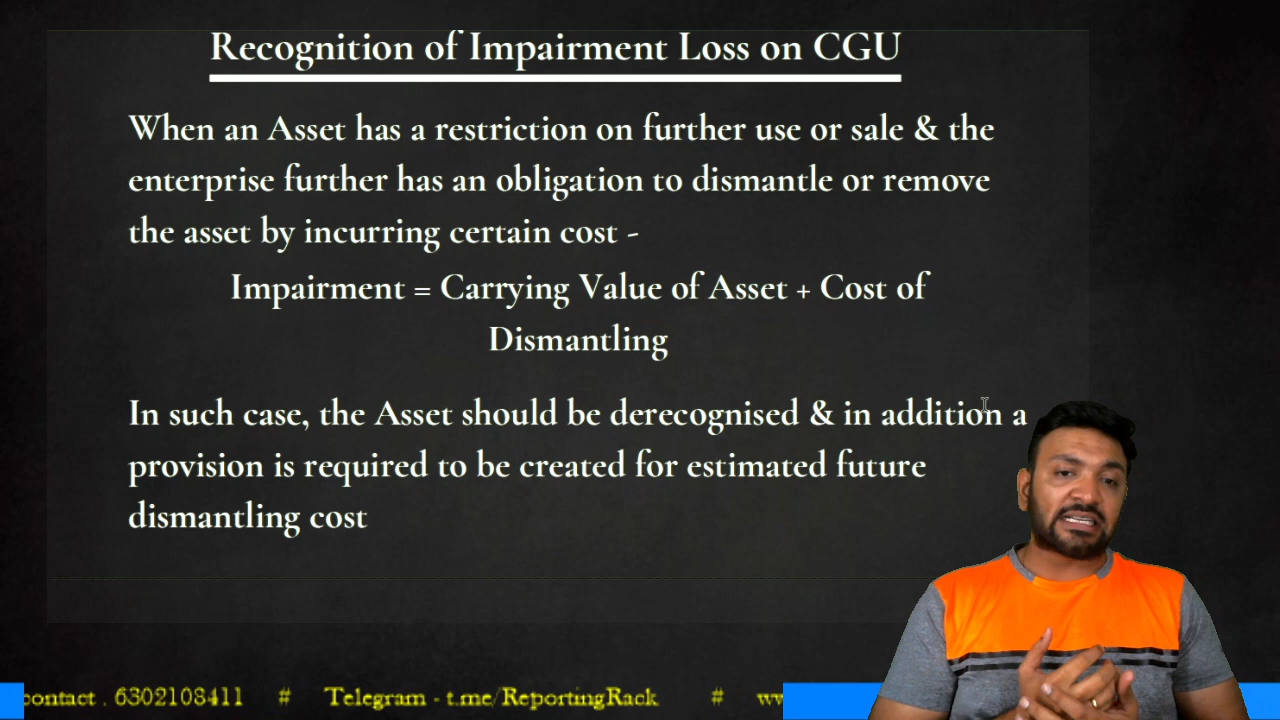 Recognition of Impairment Loss on CGU
When an Asset has a restriction on further use or sale & the
enterprise further has an obligation to dismantle or remove
the asset by incurring certain cost -
Impairment = Carrying Value of Asset + Cost of
Dismantling
In such case, the Asset should be derecognised & in addition a
provision is required to be created for estimated future
dismantling cost
contact . 6302108411 # Telegram - t.me/ReportingRack # ww